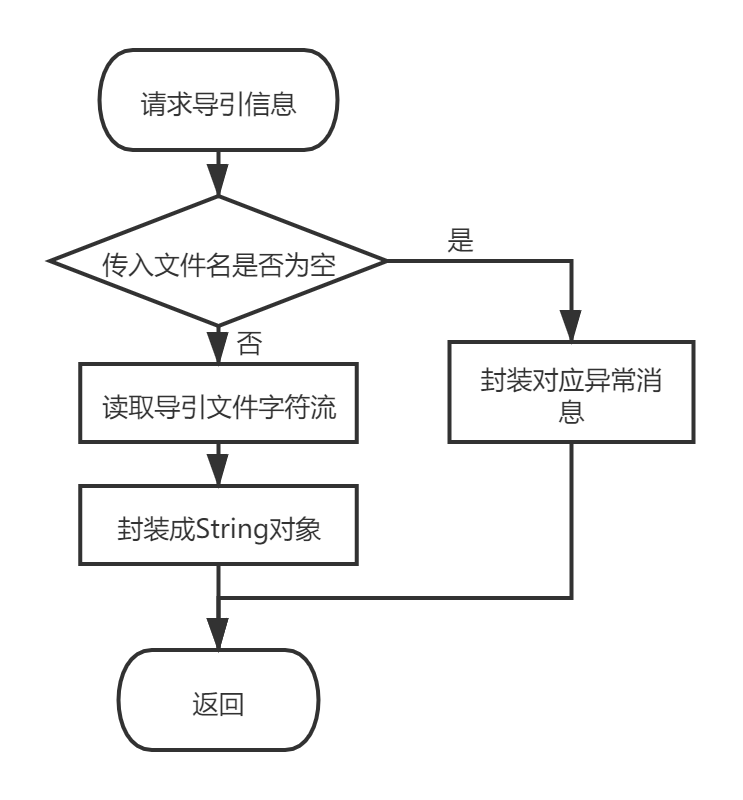 请求导引信息
传入文件名是否为空
是
否
读取导引文件字符流
封装对应异常消
息
封装成String对象
返回